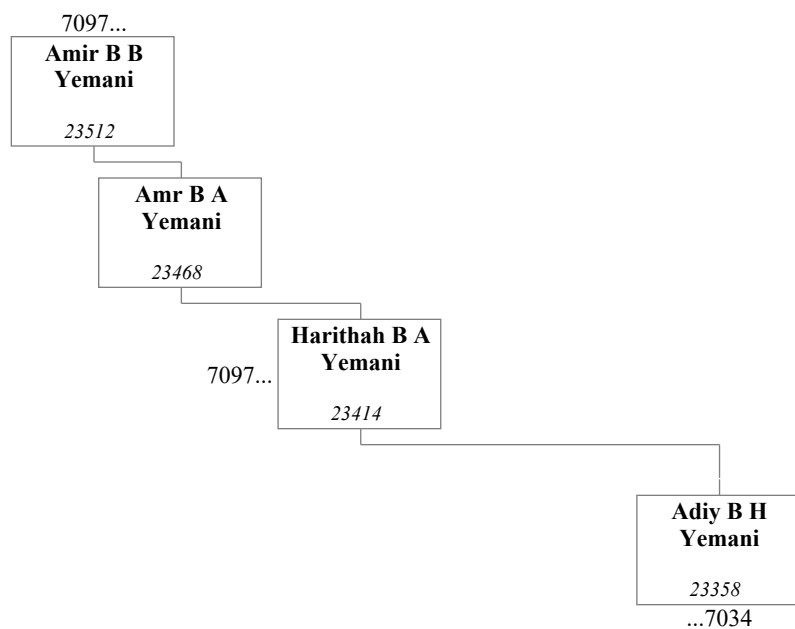 7097...
Amir B B
Yemani
23512
Amr B A
Yemani
23468
Harithah B A
Yemani
7097...
23414
Adiy B H
Yemani
23358
...7034